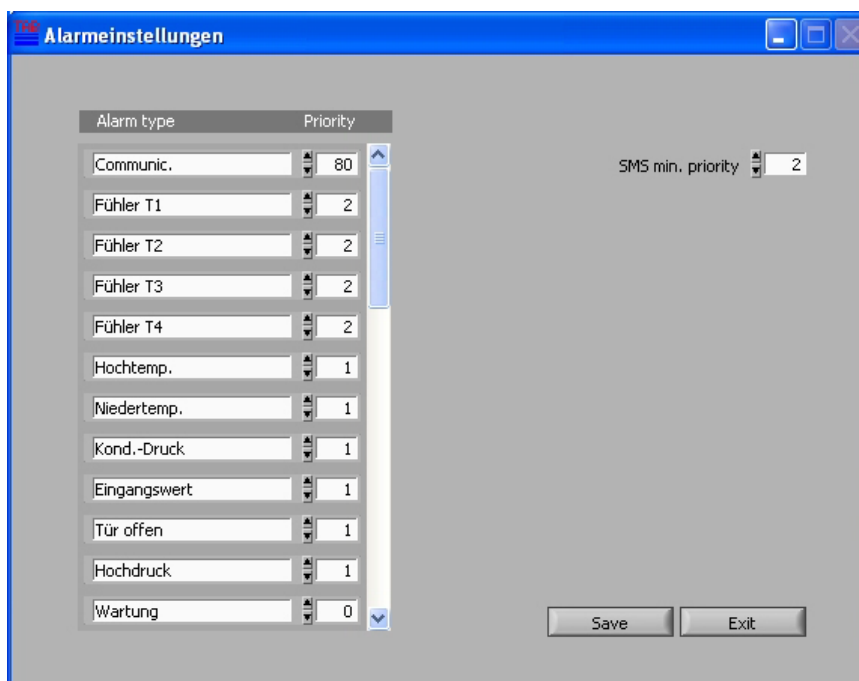 Alarmeinstellungen
Alarm type Priority
Communic. 80
SMS min. priority 2
Fühler T1 2
Fühler T2 2
Fühler T3 2
Fühler T4 2
Hochtemp. 1
Niedertemp. 1
Kond.-Druck 1
Eingangswert 1
Tür offen 1
Hochdruck 1
Wartung 0
Save Exit